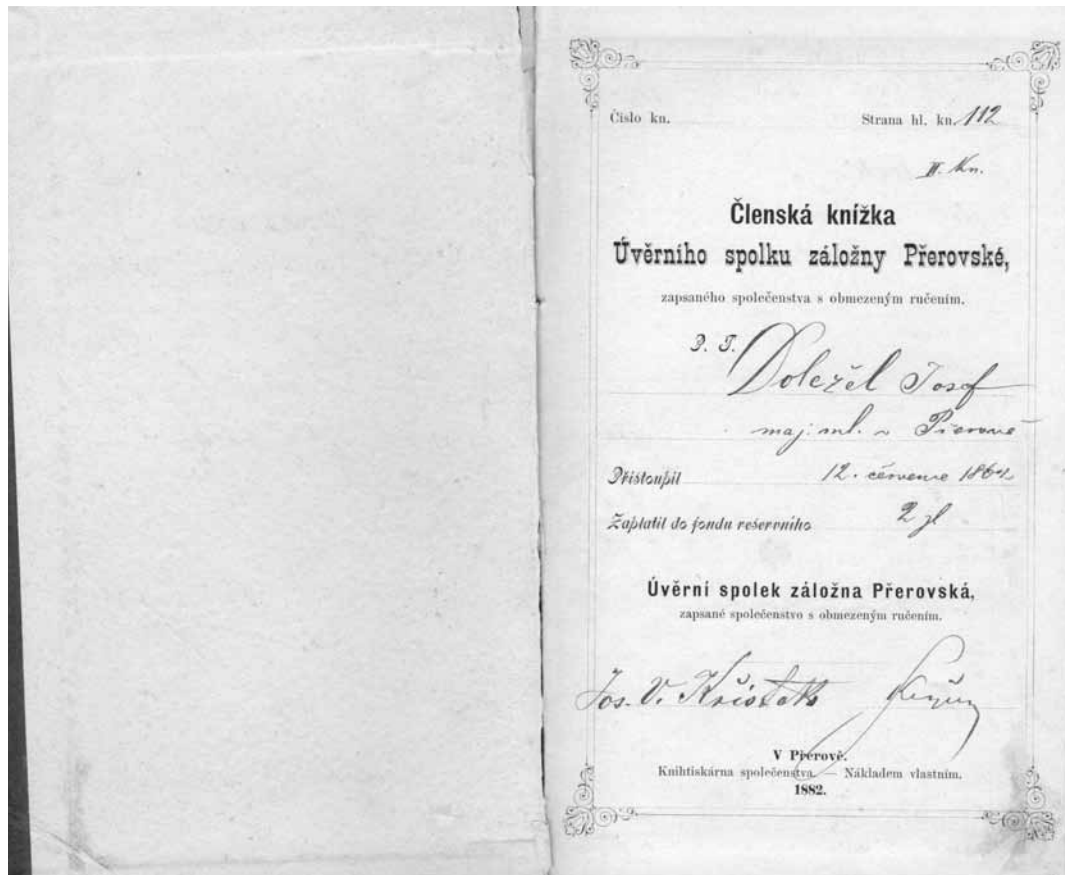 Číslo kn. Strana hl. kn. 112
II. Kn.
Členská knížka
Úvěrního spolku záložny Přerovské,
zapsaného společenstva s obmezeným ručením.
P. T.
Doležel Josef
maj. ml. v Přerově
Přistoupil 12. července 1864
Zaplatil do fondu reservního 2 zl
Úvěrní spolek záložna Přerovská,
zapsané společenstvo s obmezeným ručením.
Jos. V. Křístek
V Přerově.
Knihtiskárna společenstva. — Nákladem vlastním.
1882.